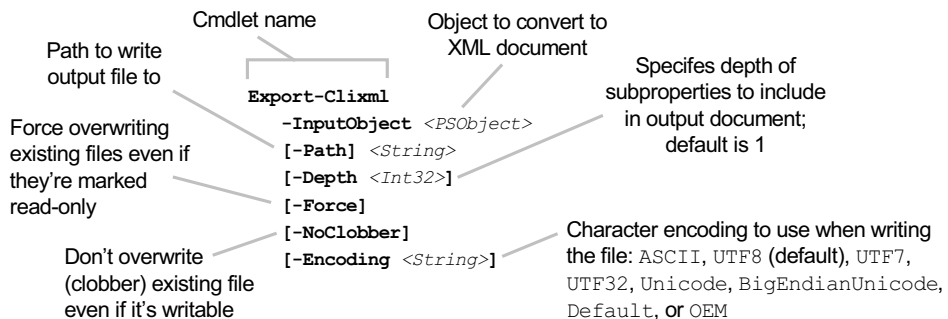 Cmdlet name
Object to convert to
XML document
Path to write
output file to
Specifes depth of
subproperties to include
in output document;
default is 1
Export-Clixml
-InputObject <PSObject>
[-Path] <String>
[-Depth <Int32>]
[-Force]
[-NoClobber]
[-Encoding <String>]
Force overwriting
existing files even if
they're marked
read-only
Don't overwrite
(clobber) existing file
even if it's writable
Character encoding to use when writing
the file: ASCII, UTF8 (default), UTF7,
UTF32, Unicode, BigEndianUnicode,
Default, or OEM